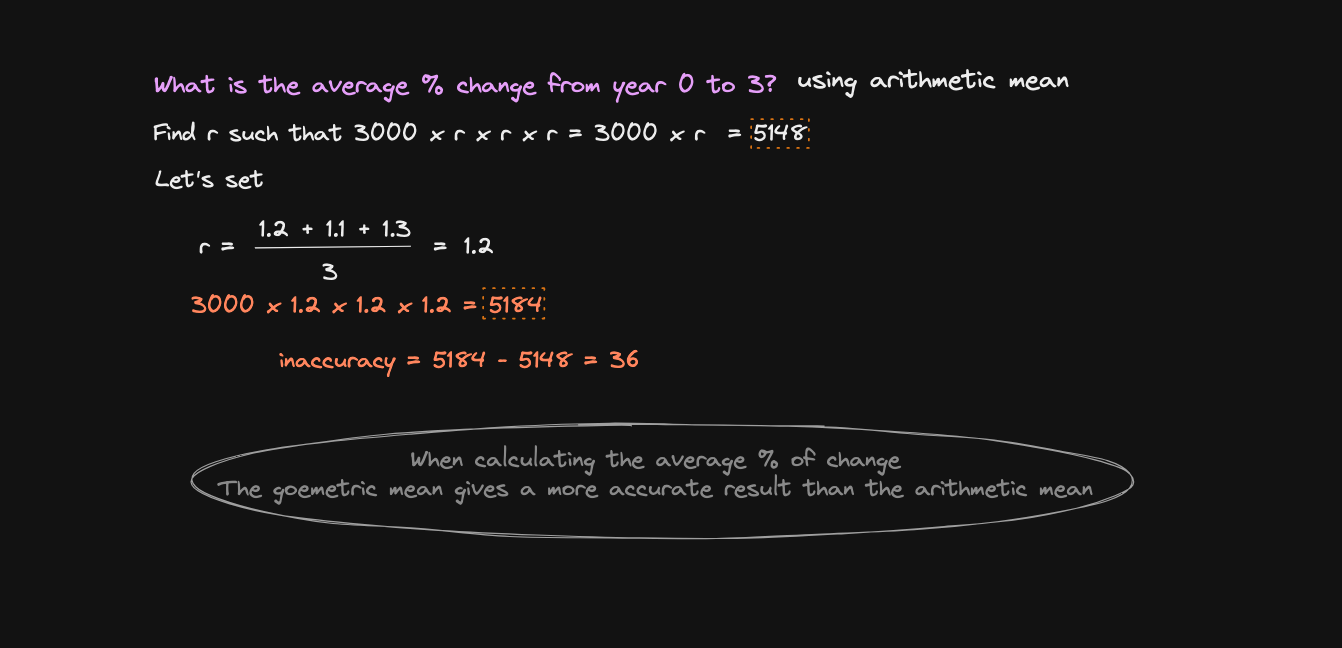 What is the average % change from year 0 to 3? using arithmetic mean
Find r such that 3000 x r x r x r = 3000 x r = 5148
Let's set
r = 1.2 + 1.1 + 1.3 / 3 = 1.2
3000 x 1.2 x 1.2 x 1.2 = 5184
inaccuracy = 5184 - 5148 = 36
When calculating the average % of change
The goemetric mean gives a more accurate result than the arithmetic mean